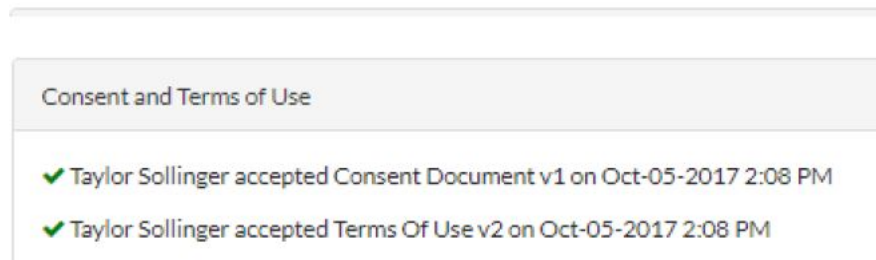 Consent and Terms of Use
✔ Taylor Sollinger accepted Consent Document v1 on Oct-05-2017 2:08 PM
✔ Taylor Sollinger accepted Terms Of Use v2 on Oct-05-2017 2:08 PM